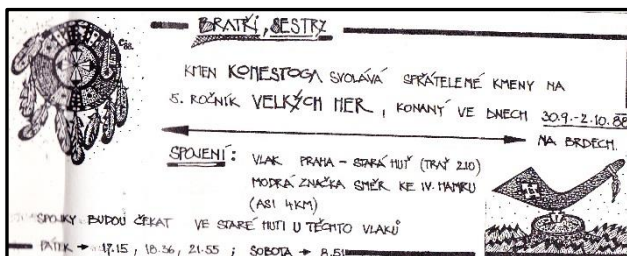 BRATŘI, SESTRY
KMEN KONESTOGA SVOLÁVÁ SPŘÁTELENÉ KMENY NA
5. ROČNÍK VELKÝCH HER, KONANÝ VE DNECH 30.9.-2.10.88
NA BRDECH.
SPOJENÍ: VLAK PRAHA - STARÁ HUŤ (TRAŤ 210)
MODRÁ ZNAČKA SMĚR KE IV. HAMRU
(ASI 4KM)
SPOJKY BUDOU ČEKAT VE STARÉ HUTI U TĚCHTO VLAKŮ
PÁTEK → 17.15, 18.36, 21.55 ; SOBOTA → 8.51